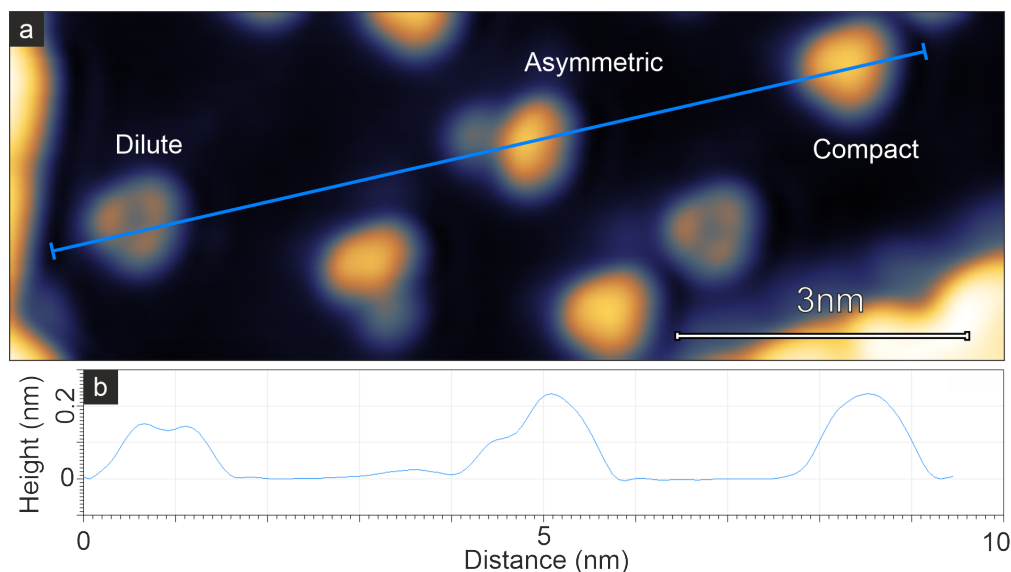 a
Asymmetric
Dilute
Compact
3nm
b
Height (nm)
0.2
0
0
5
10
Distance (nm)